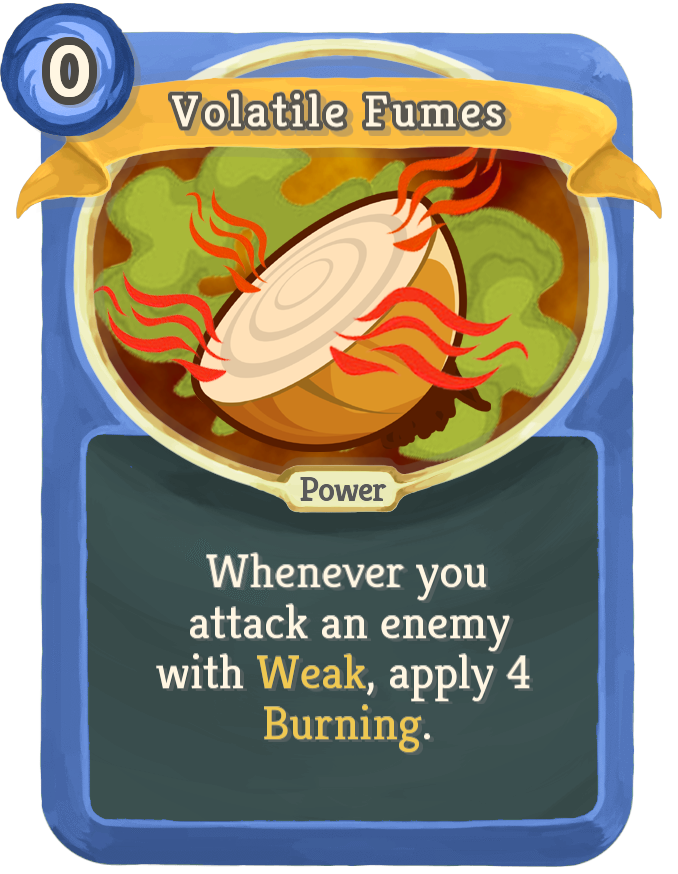 0
Volatile Fumes
Power
Whenever you
attack an enemy
with Weak, apply 4
Burning.